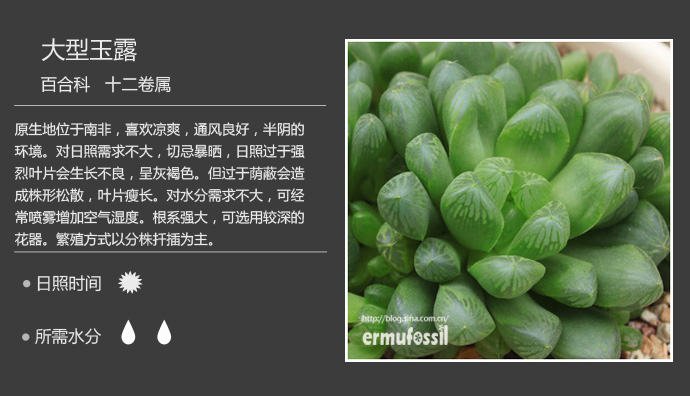 大型玉露
百合科 十二卷属
原生地位于南非，喜欢凉爽，通风良好，半阴的
环境。对日照需求不大，切忌暴晒，日照过于强
烈叶片会生长不良，呈灰褐色。但过于荫蔽会造
成株形松散，叶片瘦长。对水分需求不大，可经
常喷雾增加空气湿度。根系强大，可选用较深的
花器。繁殖方式以分株扦插为主。
日照时间
所需水分
http://blog.sina.com.cn/
ermufossil